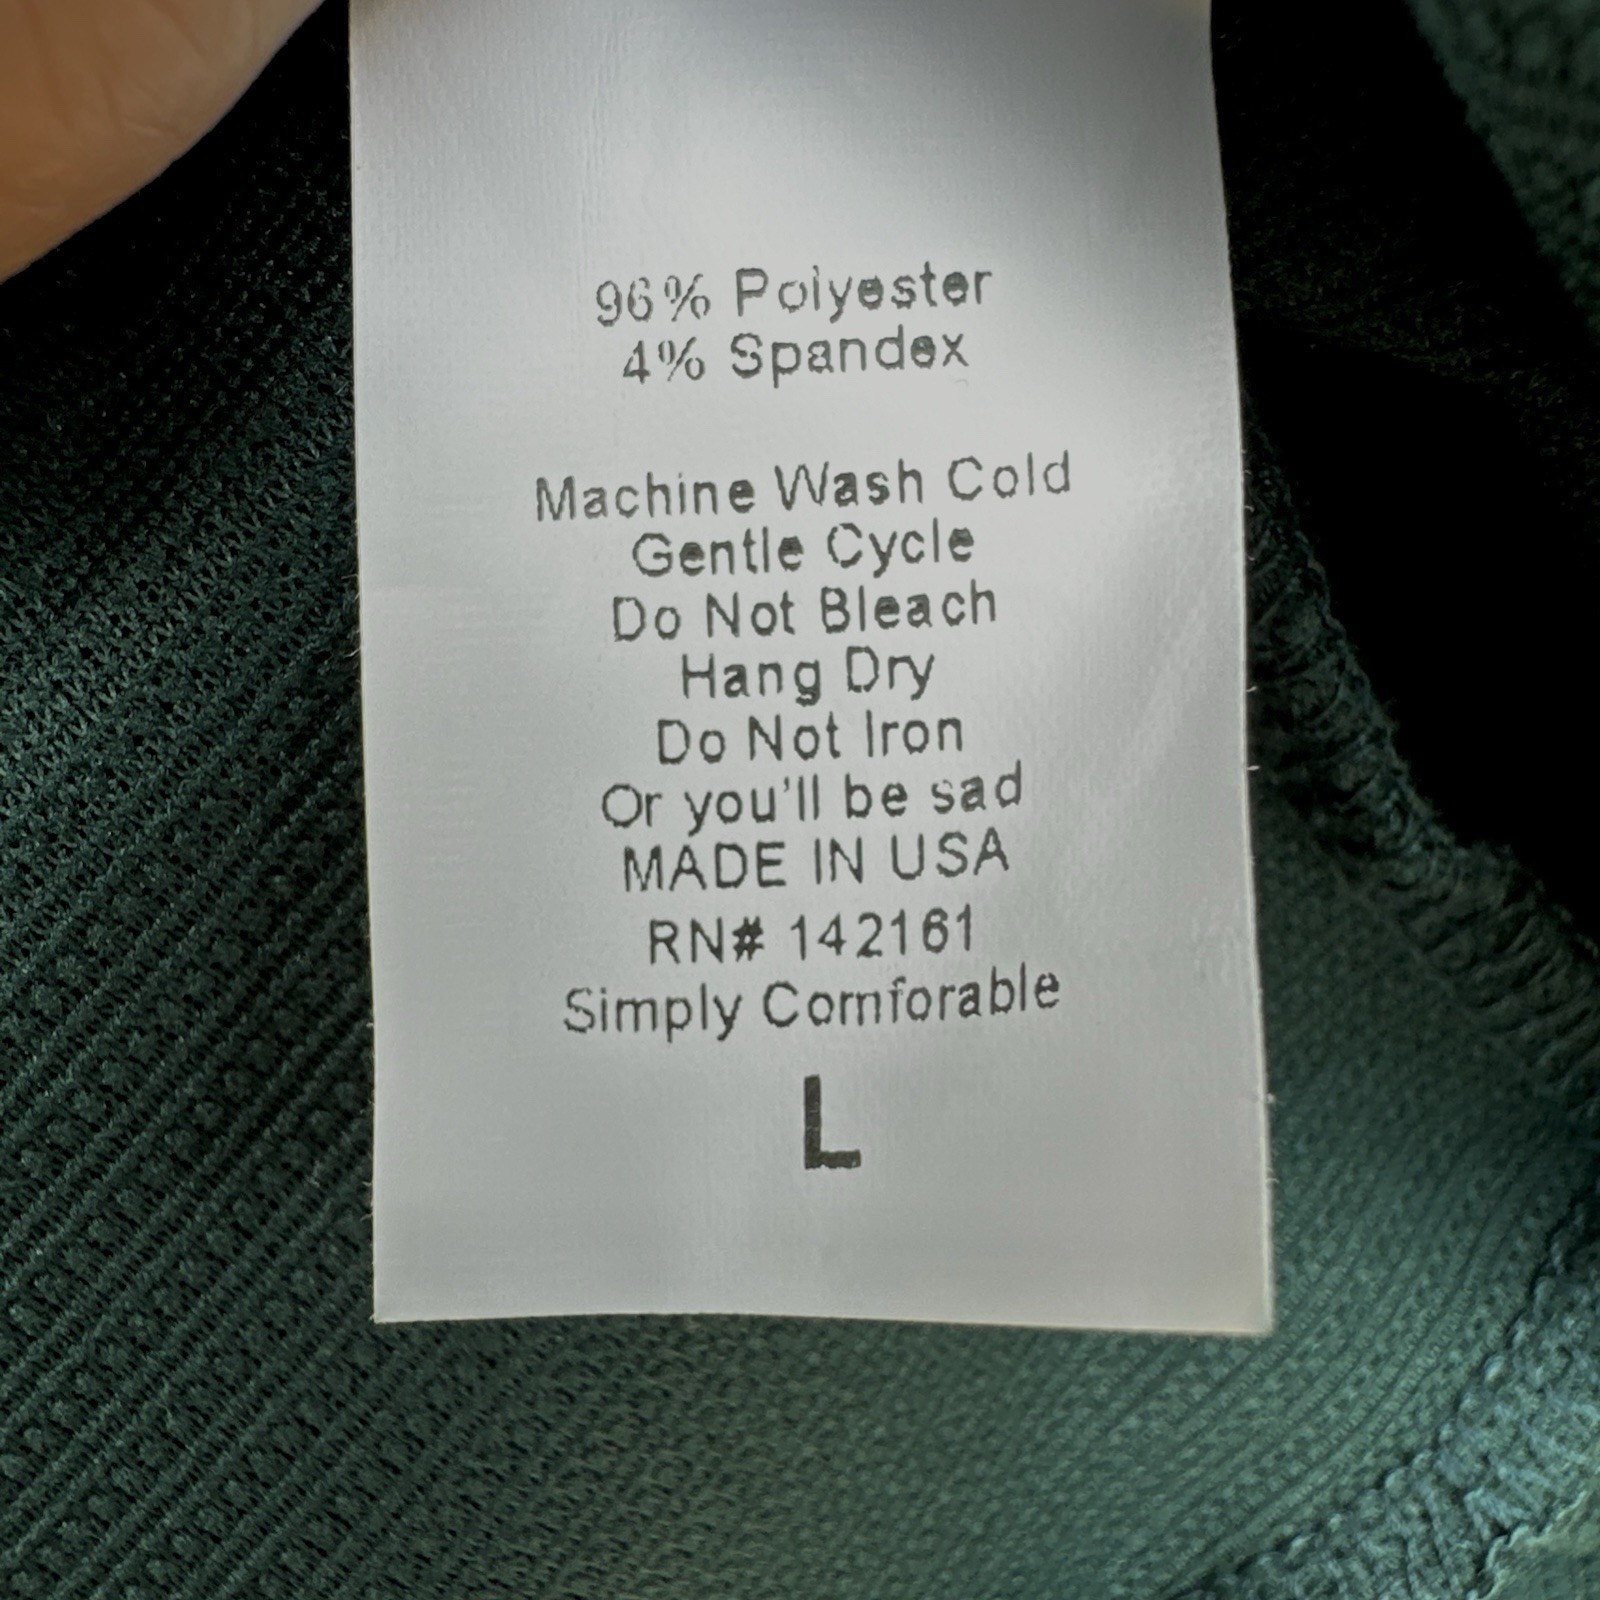 96% Polyester
4% Spandex
Machine Wash Cold
Gentle Cycle
Do Not Bleach
Hang Dry
Do Not Iron
Or you'll be sad
MADE IN USA
RN# 142161
Simply Comforable
L